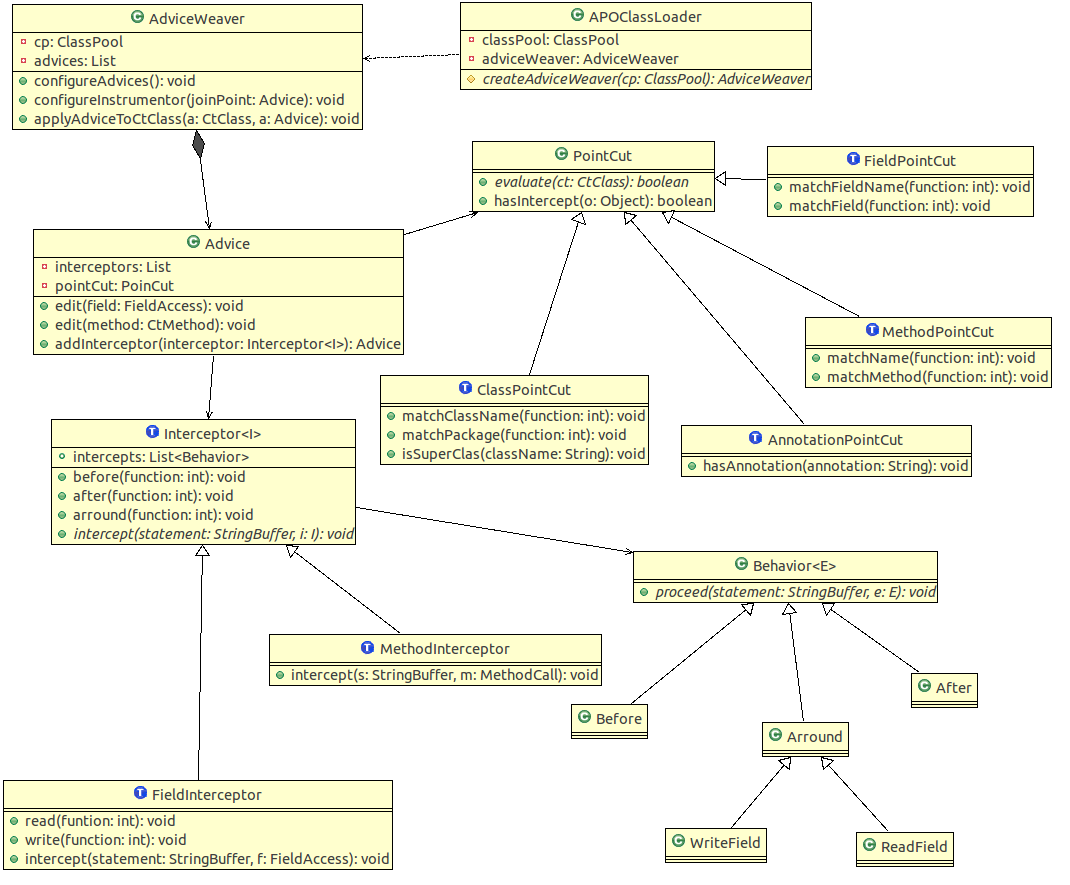 AdviceWeaver
cp: ClassPool
advices: List
configureAdvices(): void
configureInstrumentor(joinPoint: Advice): void
applyAdviceToCtClass(a: CtClass, a: Advice): void
APOClassLoader
classPool: ClassPool
adviceWeaver: AdviceWeaver
createAdviceWeaver(cp: ClassPool): AdviceWeaver
PointCut
evaluate(ct: CtClass): boolean
hasIntercept(o: Object): boolean
FieldPointCut
matchFieldName(function: int): void
matchField(function: int): void
Advice
interceptors: List
pointCut: PoinCut
edit(field: FieldAccess): void
edit(method: CtMethod): void
addInterceptor(interceptor: Interceptor<I>): Advice
MethodPointCut
matchName(function: int): void
matchMethod(function: int): void
ClassPointCut
matchClassName(function: int): void
matchPackage(function: int): void
isSuperClas(className: String): void
AnnotationPointCut
hasAnnotation(annotation: String): void
Interceptor<I>
intercepts: List<Behavior>
before(function: int): void
after(function: int): void
arround(function: int): void
intercept(statement: StringBuffer, i: I): void
Behavior<E>
proceed(statement: StringBuffer, e: E): void
MethodInterceptor
intercept(s: StringBuffer, m: MethodCall): void
Before
After
Arround
FieldInterceptor
read(funtion: int): void
write(function: int): void
intercept(statement: StringBuffer, f: FieldAccess): void
WriteField
ReadField